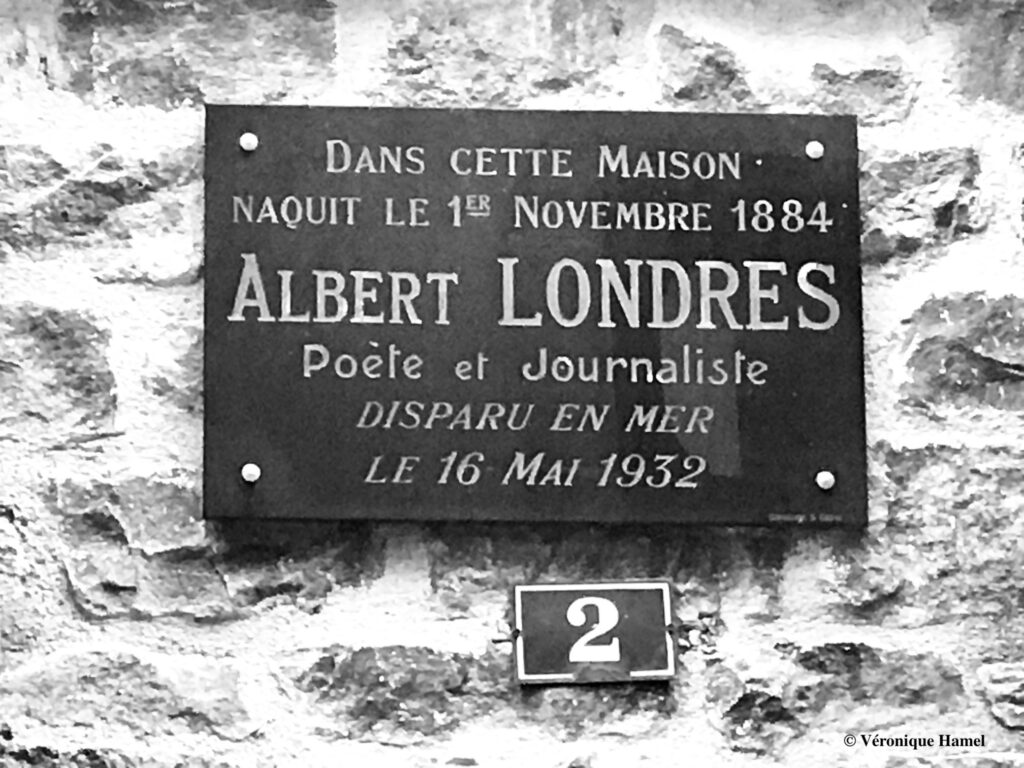 DANS CETTE MAISON
NAQUIT LE 1ER NOVEMBRE 1884
ALBERT LONDRES
Poète et Journaliste
DISPARU EN MER
LE 16 MAI 1932
2
© Véronique Hamel